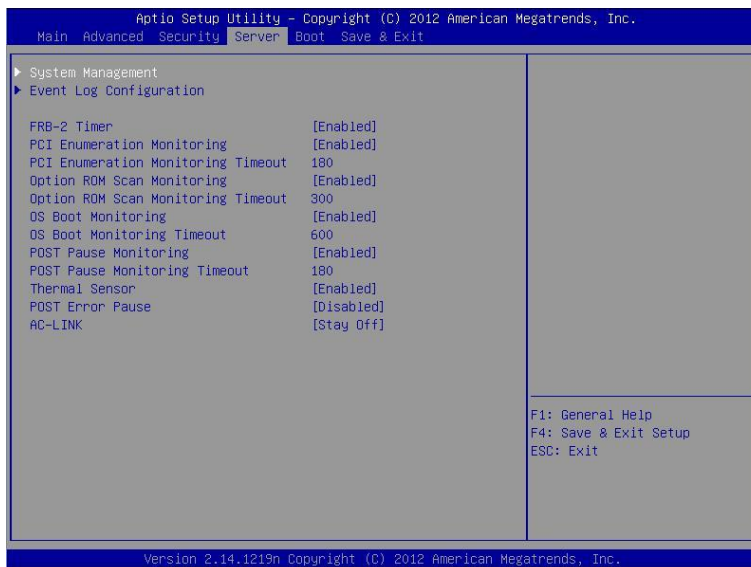 Aptio Setup Utility – Copyright (C) 2012 American Megatrends, Inc.
Main Advanced Security Server Boot Save & Exit
System Management
Event Log Configuration
FRB-2 Timer [Enabled]
PCI Enumeration Monitoring [Enabled]
PCI Enumeration Monitoring Timeout 180
Option ROM Scan Monitoring [Enabled]
Option ROM Scan Monitoring Timeout 300
OS Boot Monitoring [Enabled]
OS Boot Monitoring Timeout 600
POST Pause Monitoring [Enabled]
POST Pause Monitoring Timeout 180
Thermal Sensor [Enabled]
POST Error Pause [Disabled]
AC-LINK [Stay Off]
F1: General Help
F4: Save & Exit Setup
ESC: Exit
Version 2.14.1219n Copyright (C) 2012 American Megatrends, Inc.